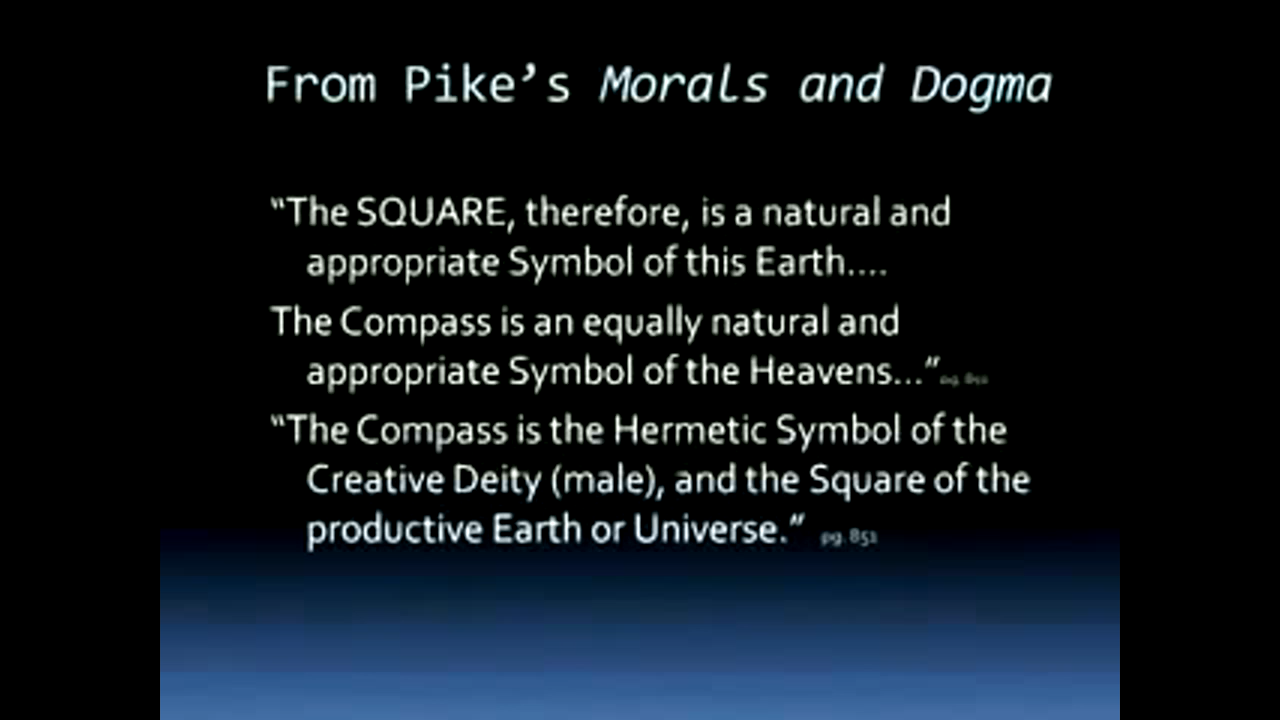 From Pike’s Morals and Dogma
“The SQUARE, therefore, is a natural and
appropriate Symbol of this Earth....
The Compass is an equally natural and
appropriate Symbol of the Heavens...” pg.
“The Compass is the Hermetic Symbol of the
Creative Deity (male), and the Square of the
productive Earth or Universe.” pg. 851